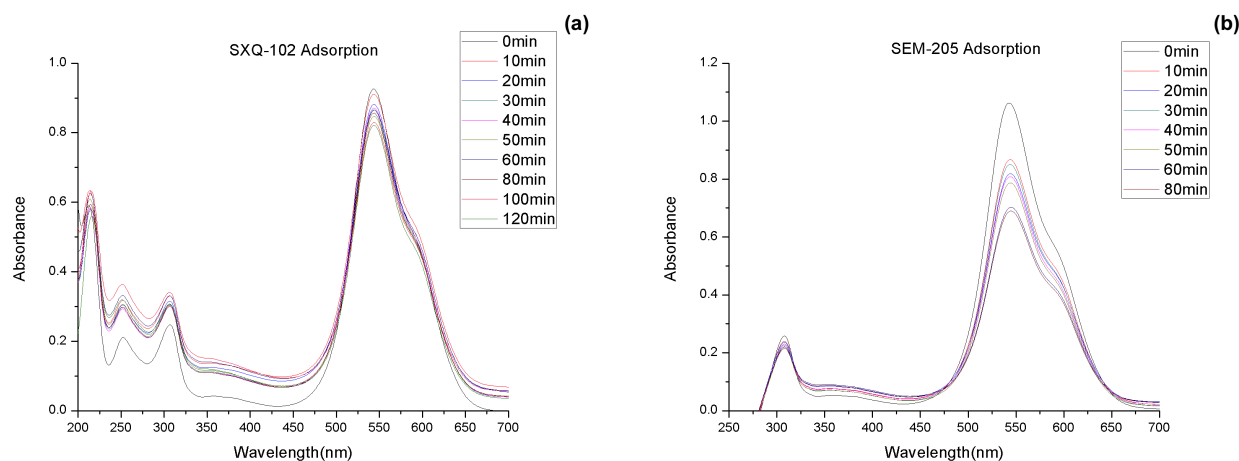 (a)
SXQ-102 Adsorption
0min
10min
20min
30min
40min
50min
60min
80min
100min
120min
1.0
0.8
0.6
0.4
0.2
0.0
Absorbance
200 250 300 350 400 450 500 550 600 650 700
Wavelength(nm)
(b)
SEM-205 Adsorption
0min
10min
20min
30min
40min
50min
60min
80min
1.2
1.0
0.8
0.6
0.4
0.2
0.0
Absorbance
250 300 350 400 450 500 550 600 650 700
Wavelength(nm)